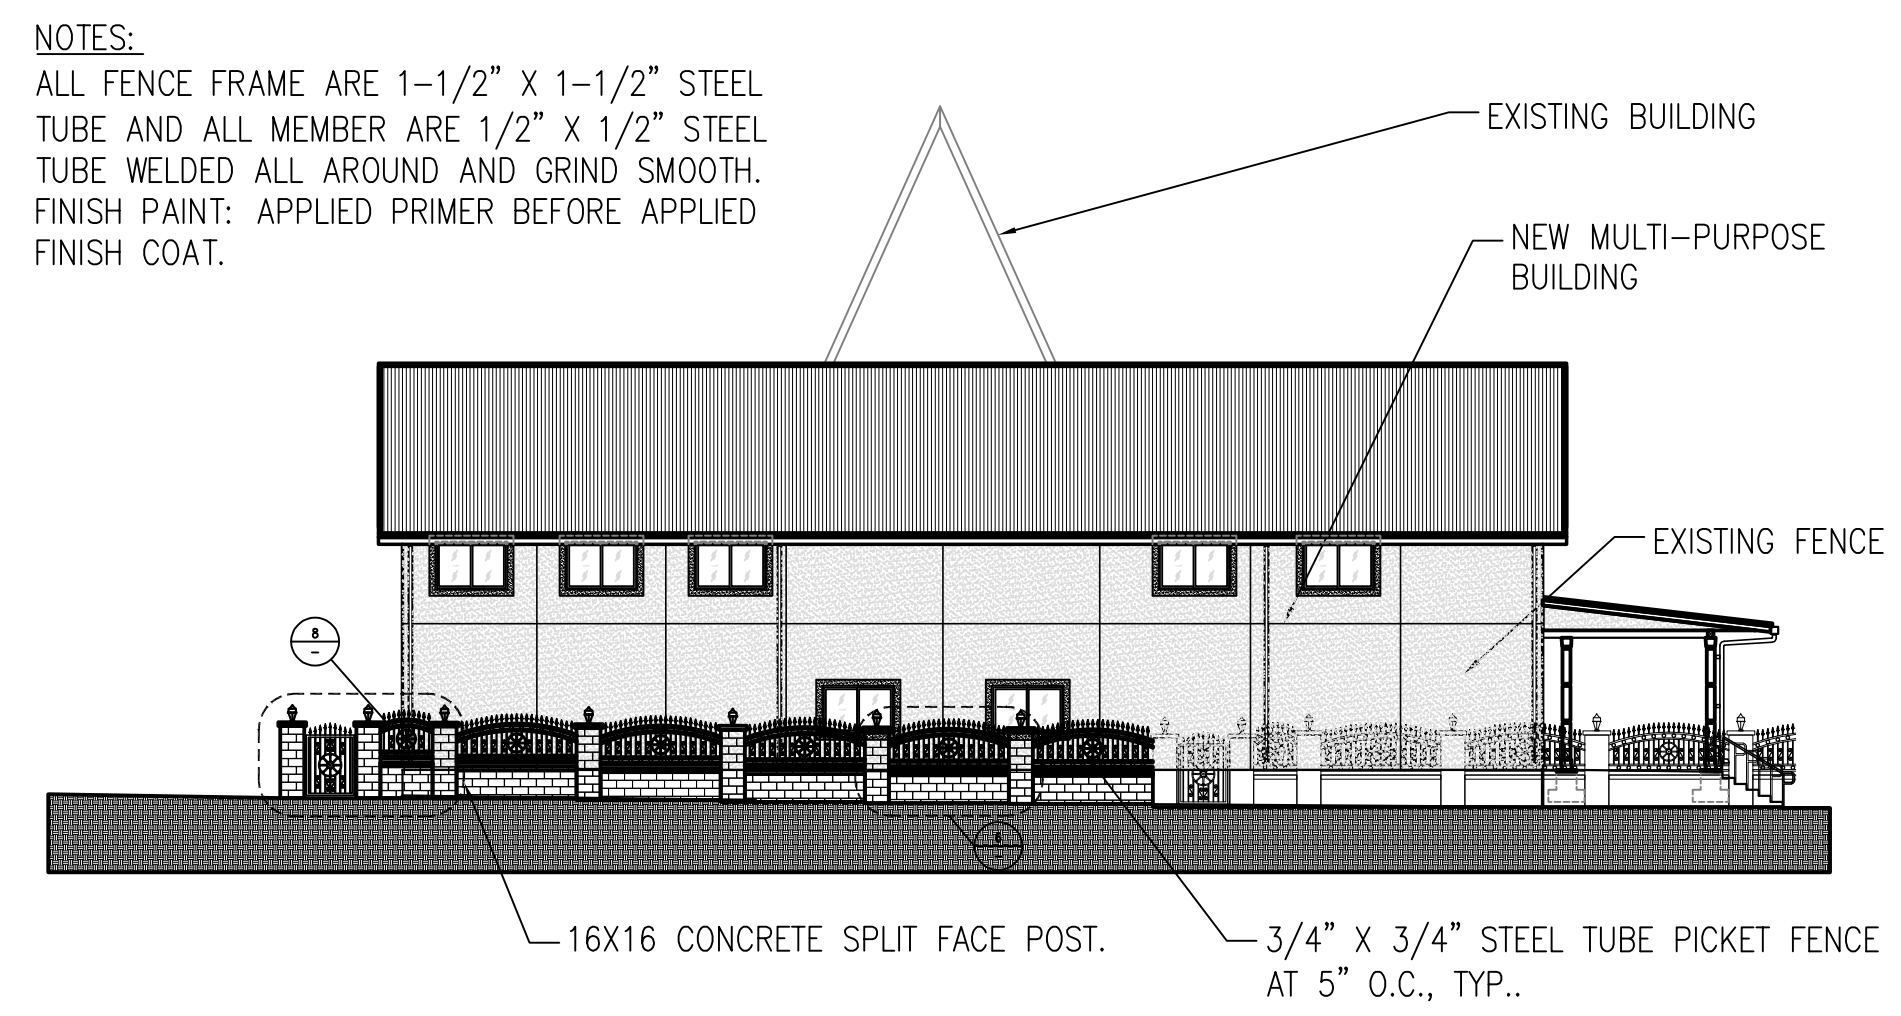 NOTES:
ALL FENCE FRAME ARE 1-1/2" X 1-1/2" STEEL
TUBE AND ALL MEMBER ARE 1/2" X 1/2" STEEL
TUBE WELDED ALL AROUND AND GRIND SMOOTH.
FINISH PAINT: APPLIED PRIMER BEFORE APPLIED
FINISH COAT.
EXISTING BUILDING
NEW MULTI-PURPOSE
BUILDING
EXISTING FENCE
8
-
6
-
16X16 CONCRETE SPLIT FACE POST.
3/4" X 3/4" STEEL TUBE PICKET FENCE
AT 5" O.C., TYP..